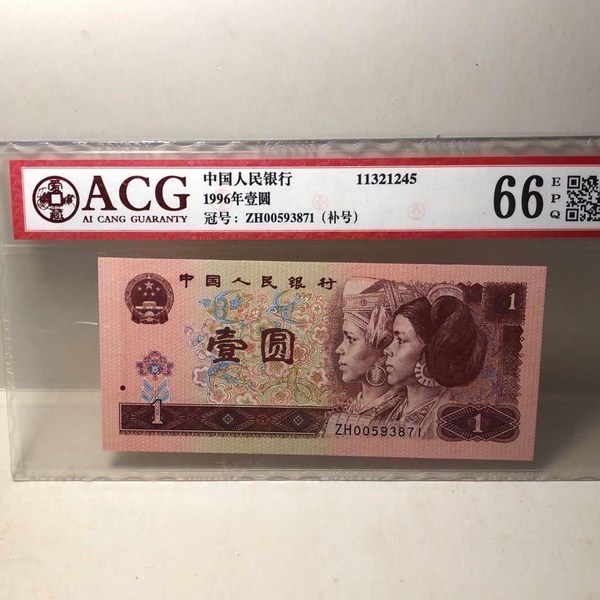 ACG
AI CANG GUARANTY
中国人民银行 11321245
1996年壹圆
冠号：ZH00593871（补号）
66
EPQ
中国人民银行
壹圆
1
1
1
ZH00593871